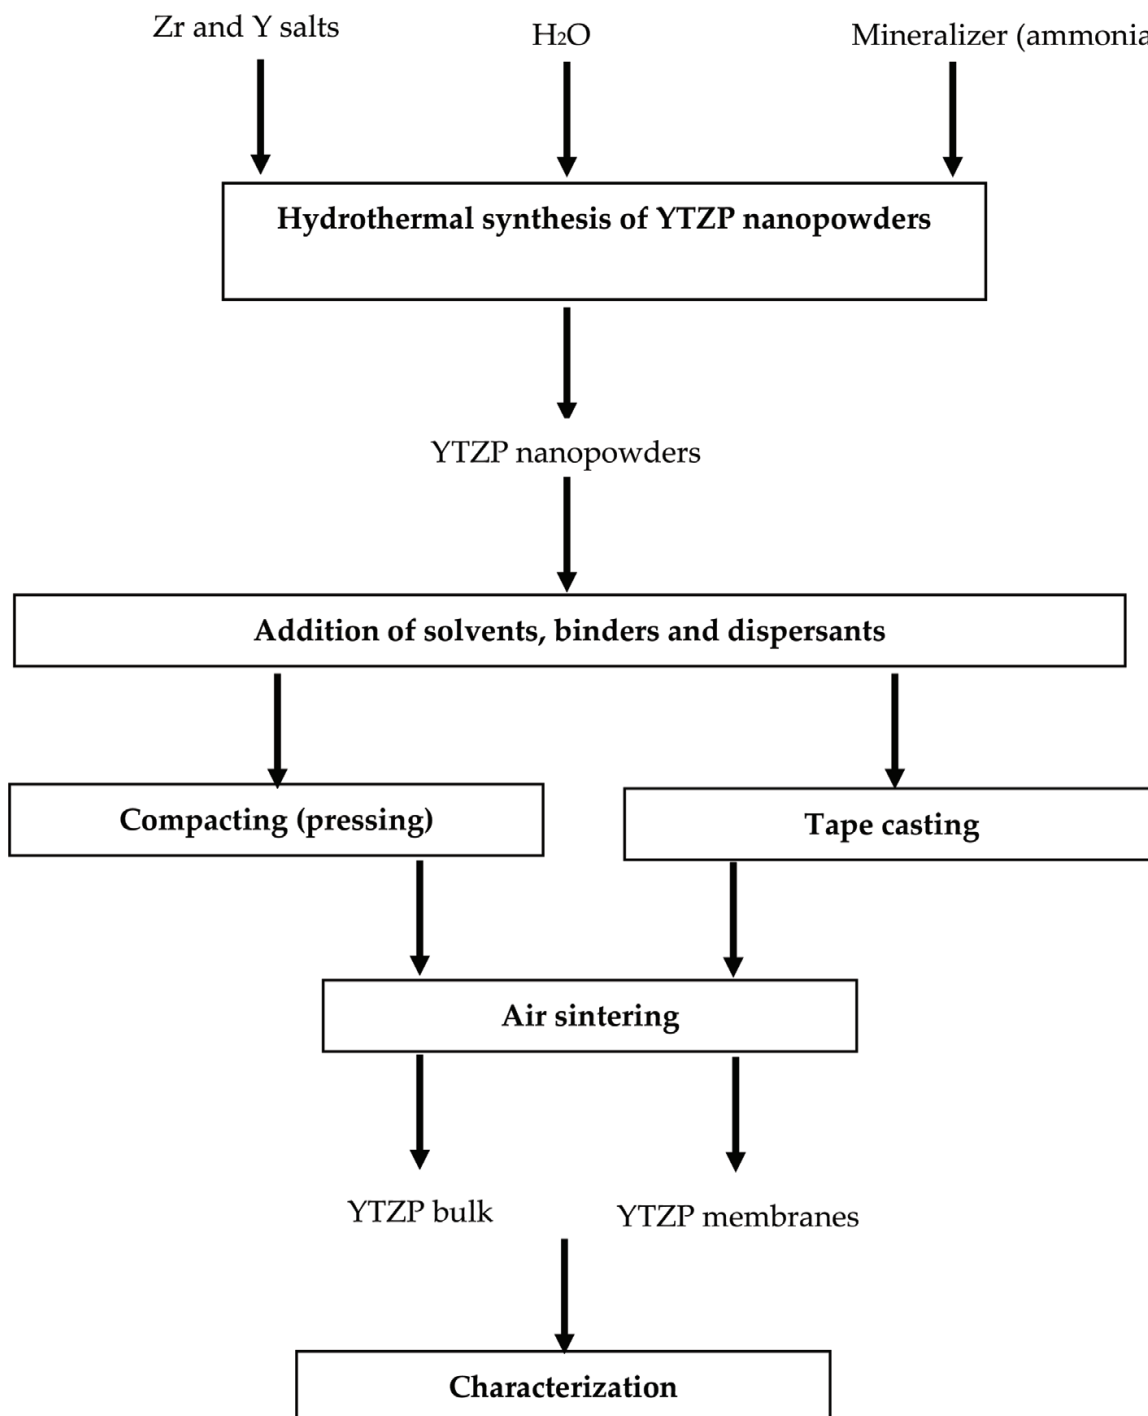 Zr and Y salts
H₂O
Mineralizer (ammonia
Hydrothermal synthesis of YTZP nanopowders
YTZP nanopowders
Addition of solvents, binders and dispersants
Compacting (pressing)
Tape casting
Air sintering
YTZP bulk
YTZP membranes
Characterization